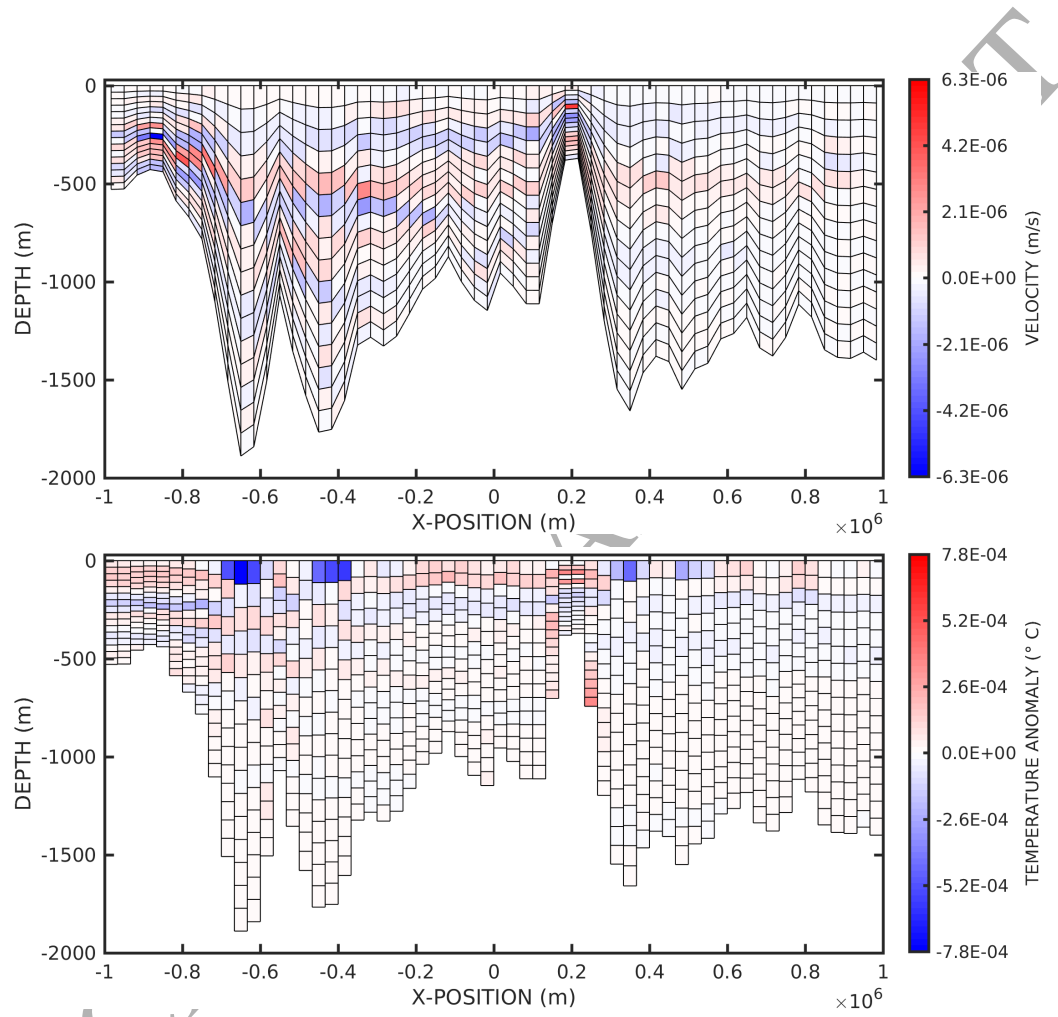 T
0
-500
-1000
-1500
-2000
DEPTH (m)
-1 -0.8 -0.6 -0.4 -0.2 0 0.2 0.4 0.6 0.8 1
X-POSITION (m)
×10⁶
6.3E-06
4.2E-06
2.1E-06
0.0E+00
-2.1E-06
-4.2E-06
-6.3E-06
VELOCITY (m/s)
0
-500
-1000
-1500
-2000
DEPTH (m)
-1 -0.8 -0.6 -0.4 -0.2 0 0.2 0.4 0.6 0.8 1
X-POSITION (m)
×10⁶
7.8E-04
5.2E-04
2.6E-04
0.0E+00
-2.6E-04
-5.2E-04
-7.8E-04
TEMPERATURE ANOMALY (° C)